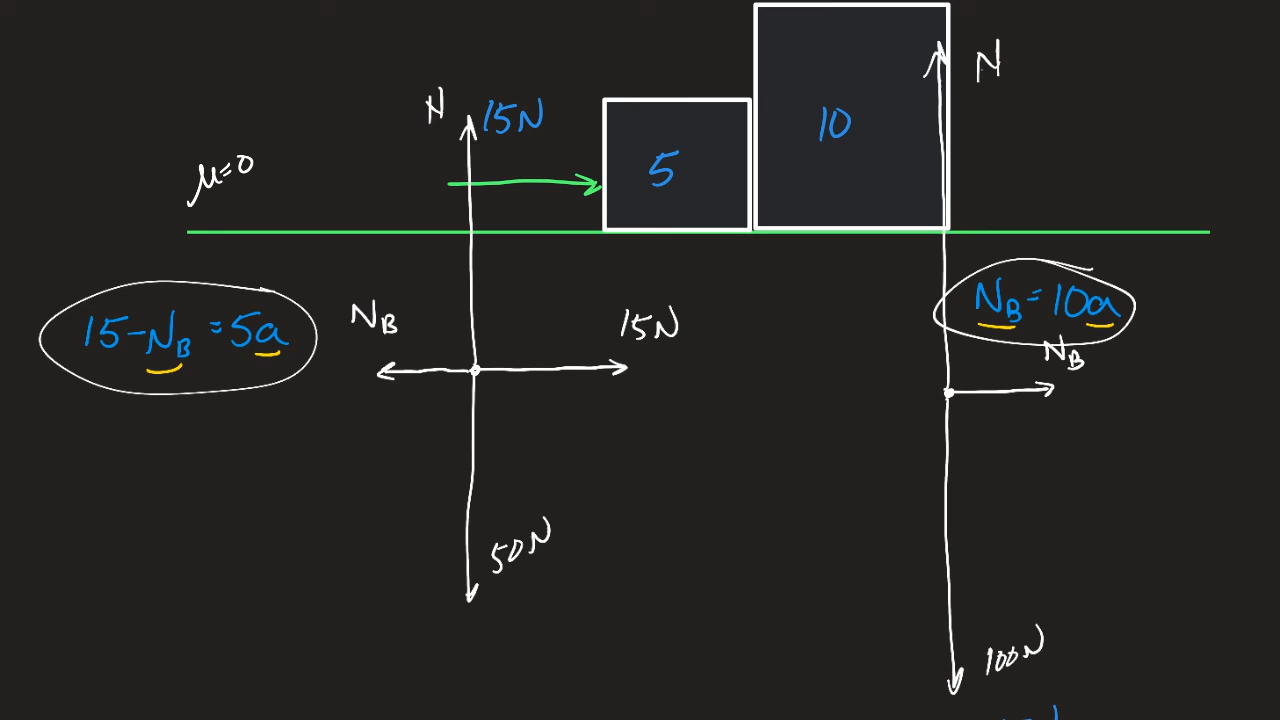 N
15N
N
5
10
μ=0
15-N_B = 5a
N_B
15N
N_B = 10a
N_B
50N
100N